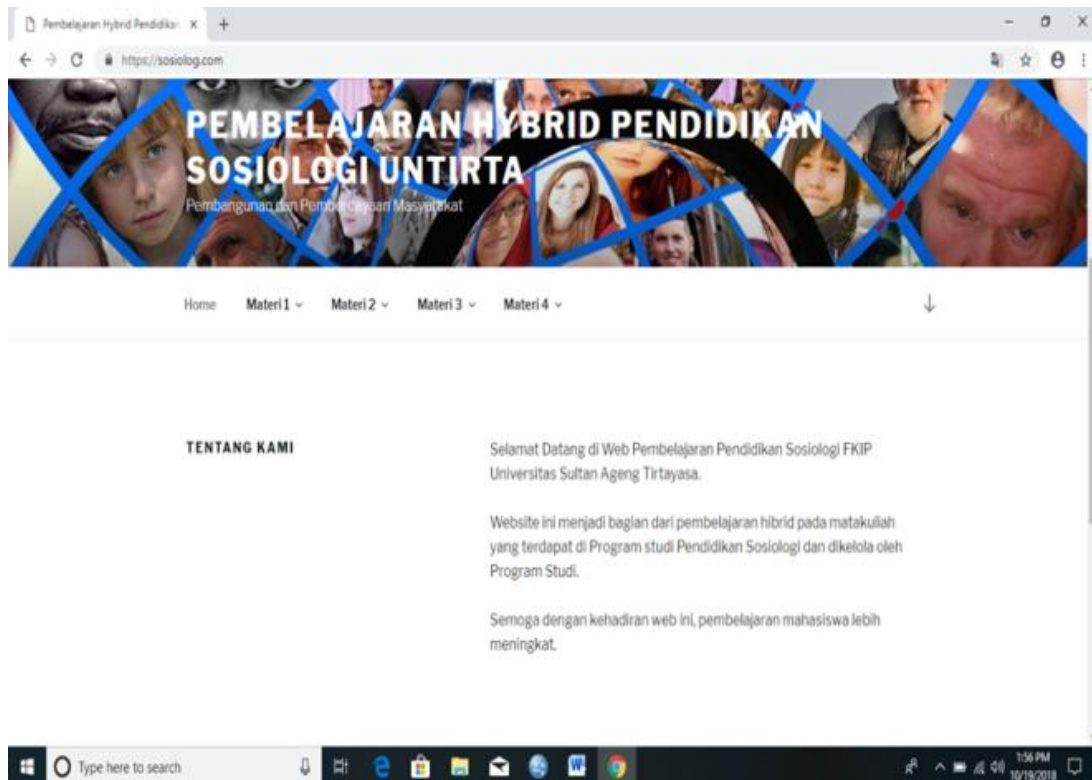 Pembelajaran Hybrid Pendidika
https://sosiolog.com
PEMBELAJARAN HYBRID PENDIDIKAN
SOSIOLOGI UNTIRTA
Pembangunan dan Masyarakat
Home Materi 1 Materi 2 Materi 3 Materi 4
TENTANG KAMI
Selamat Datang di Web Pembelajaran Pendidikan Sosiologi FKIP
Universitas Sultan Ageng Tirtayasa.
Website ini menjadi bagian dari pembelajaran hibrid pada matakuliah
yang terdapat di Program studi Pendidikan Sosiologi dan dikelola oleh
Program Studi.
Semoga dengan kehadiran web ini, pembelajaran mahasiswa lebih
meningkat.
Type here to search
1:56 PM
10/19/2018